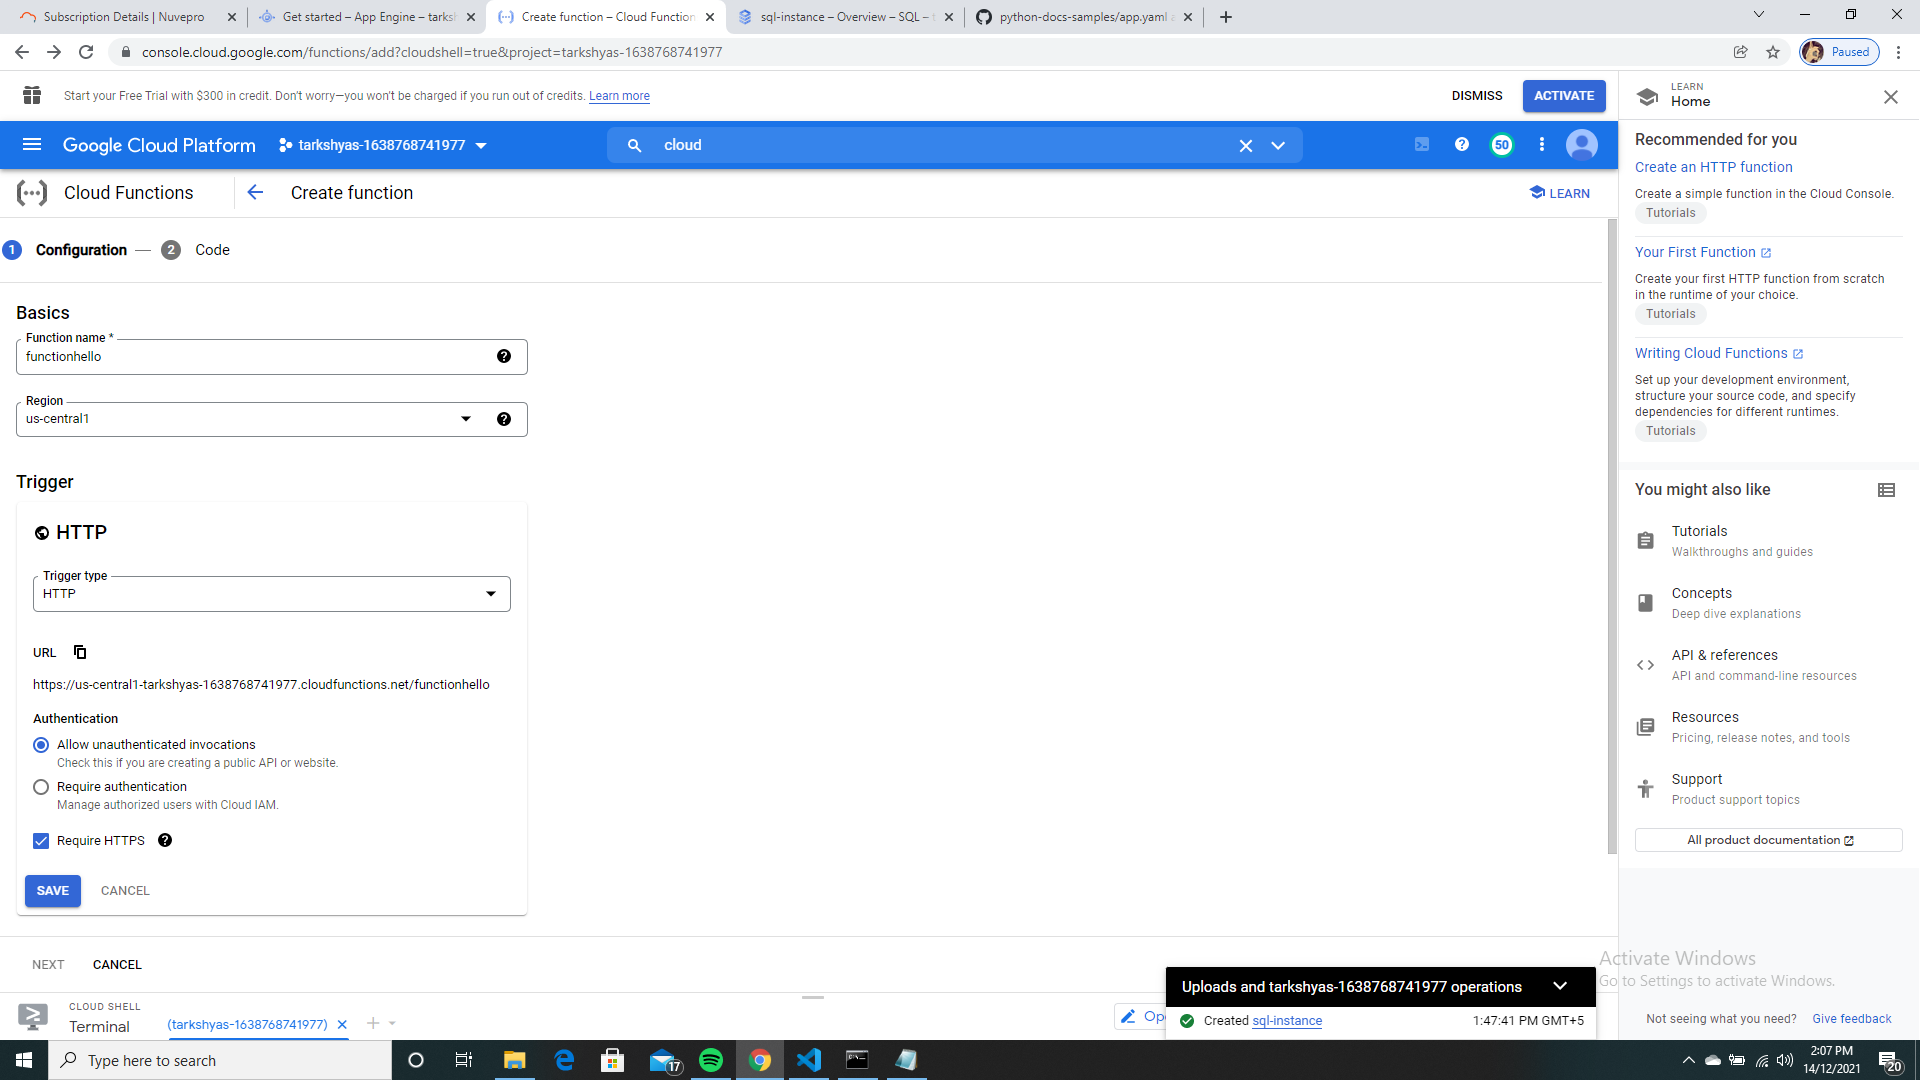 Subscription Details | Nuvepro
Get started – App Engine – tarksh
Create function – Cloud Function
sql-instance – Overview – SQL – t
python-docs-samples/app.yaml a
console.cloud.google.com/functions/add?cloudshell=true&project=tarkshyas-1638768741977
Paused
Start your Free Trial with $300 in credit. Don't worry—you won't be charged if you run out of credits. Learn more
DISMISS
ACTIVATE
LEARN
Home
Google Cloud Platform
tarkshyas-1638768741977
cloud
50
Cloud Functions
Create function
LEARN
1 Configuration — 2 Code
Basics
Function name *
functionhello
Region
us-central1
Trigger
HTTP
Trigger type
HTTP
URL
https://us-central1-tarkshyas-1638768741977.cloudfunctions.net/functionhello
Authentication
Allow unauthenticated invocations
Check this if you are creating a public API or website.
Require authentication
Manage authorized users with Cloud IAM.
Require HTTPS
SAVE
CANCEL
NEXT
CANCEL
Recommended for you
Create an HTTP function
Create a simple function in the Cloud Console.
Tutorials
Your First Function
Create your first HTTP function from scratch
in the runtime of your choice.
Tutorials
Writing Cloud Functions
Set up your development environment,
structure your source code, and specify
dependencies for different runtimes.
Tutorials
You might also like
Tutorials
Walkthroughs and guides
Concepts
Deep dive explanations
API & references
API and command-line resources
Resources
Pricing, release notes, and tools
Support
Product support topics
All product documentation
Activate Windows
Go to Settings to activate Windows.
Not seeing what you need?
Give feedback
CLOUD SHELL
Terminal
(tarkshyas-1638768741977)
Ope
Uploads and tarkshyas-1638768741977 operations
Created sql-instance
1:47:41 PM GMT+5
Type here to search
17
2:07 PM
14/12/2021
20